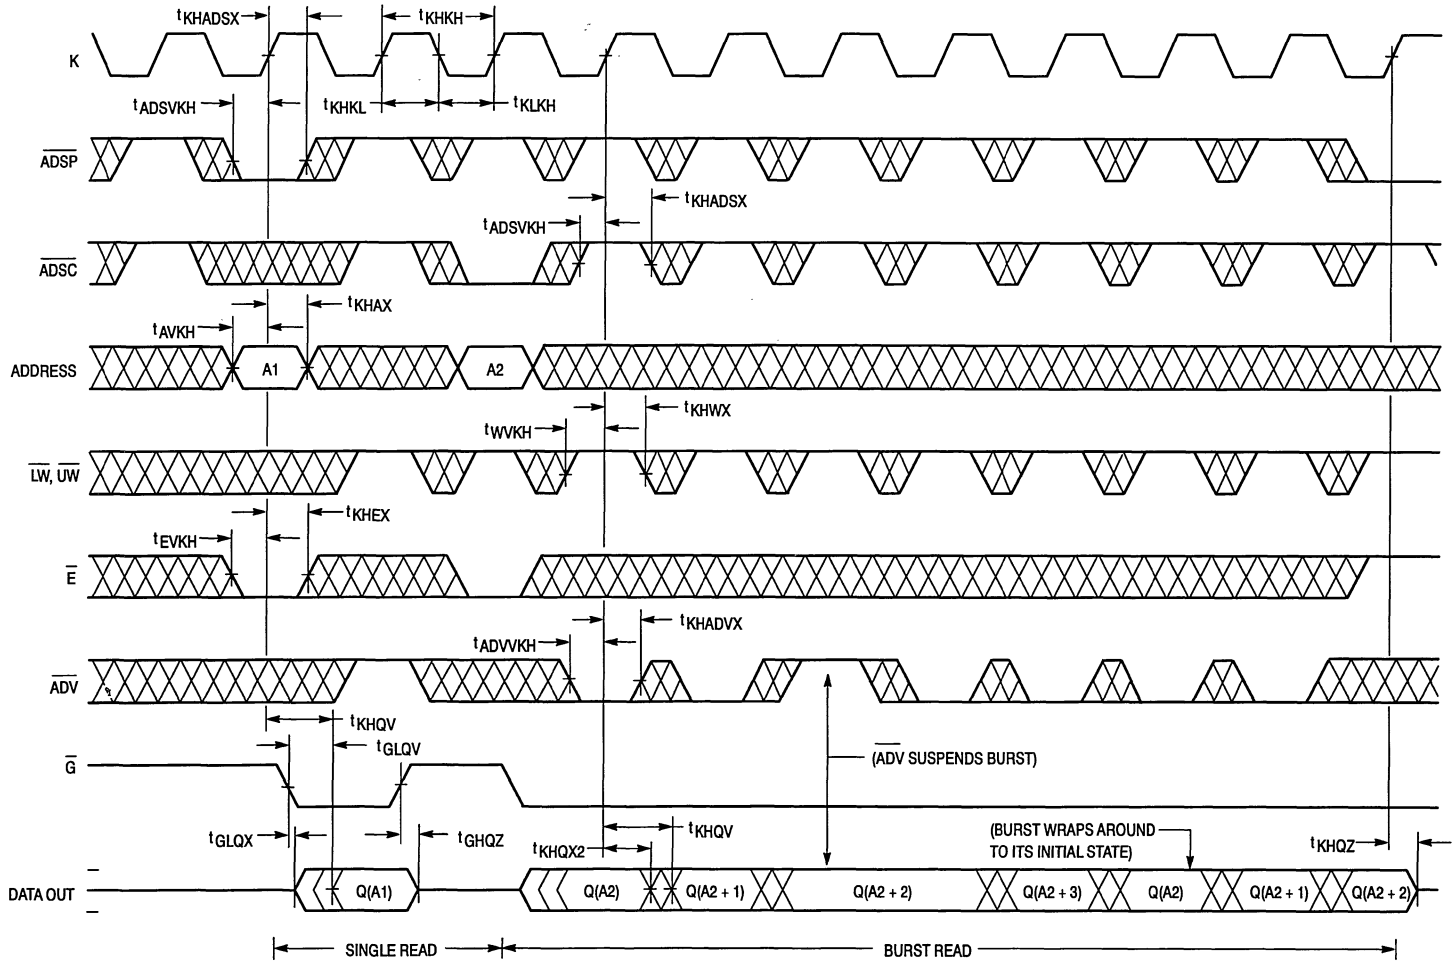 tKHADSX
tKHKH
K
tADSVKH
tKHKL
tKLKH
ADSP
tKHADSX
tADSVKH
ADSC
tKHAX
tAVKH
ADDRESS
A1
A2
tKHWX
tWVKH
LW, UW
tKHEX
tEVKH
E
tKHADVX
tADVVKH
ADV
tKHQV
tGLQV
G
(ADV SUSPENDS BURST)
tGLQX
tGHQZ
tKHQV
tKHQX2
(BURST WRAPS AROUND
TO ITS INITIAL STATE)
tKHQZ
DATA OUT
Q(A1)
Q(A2)
Q(A2 + 1)
Q(A2 + 2)
Q(A2 + 3)
Q(A2)
Q(A2 + 1)
Q(A2 + 2)
SINGLE READ
BURST READ